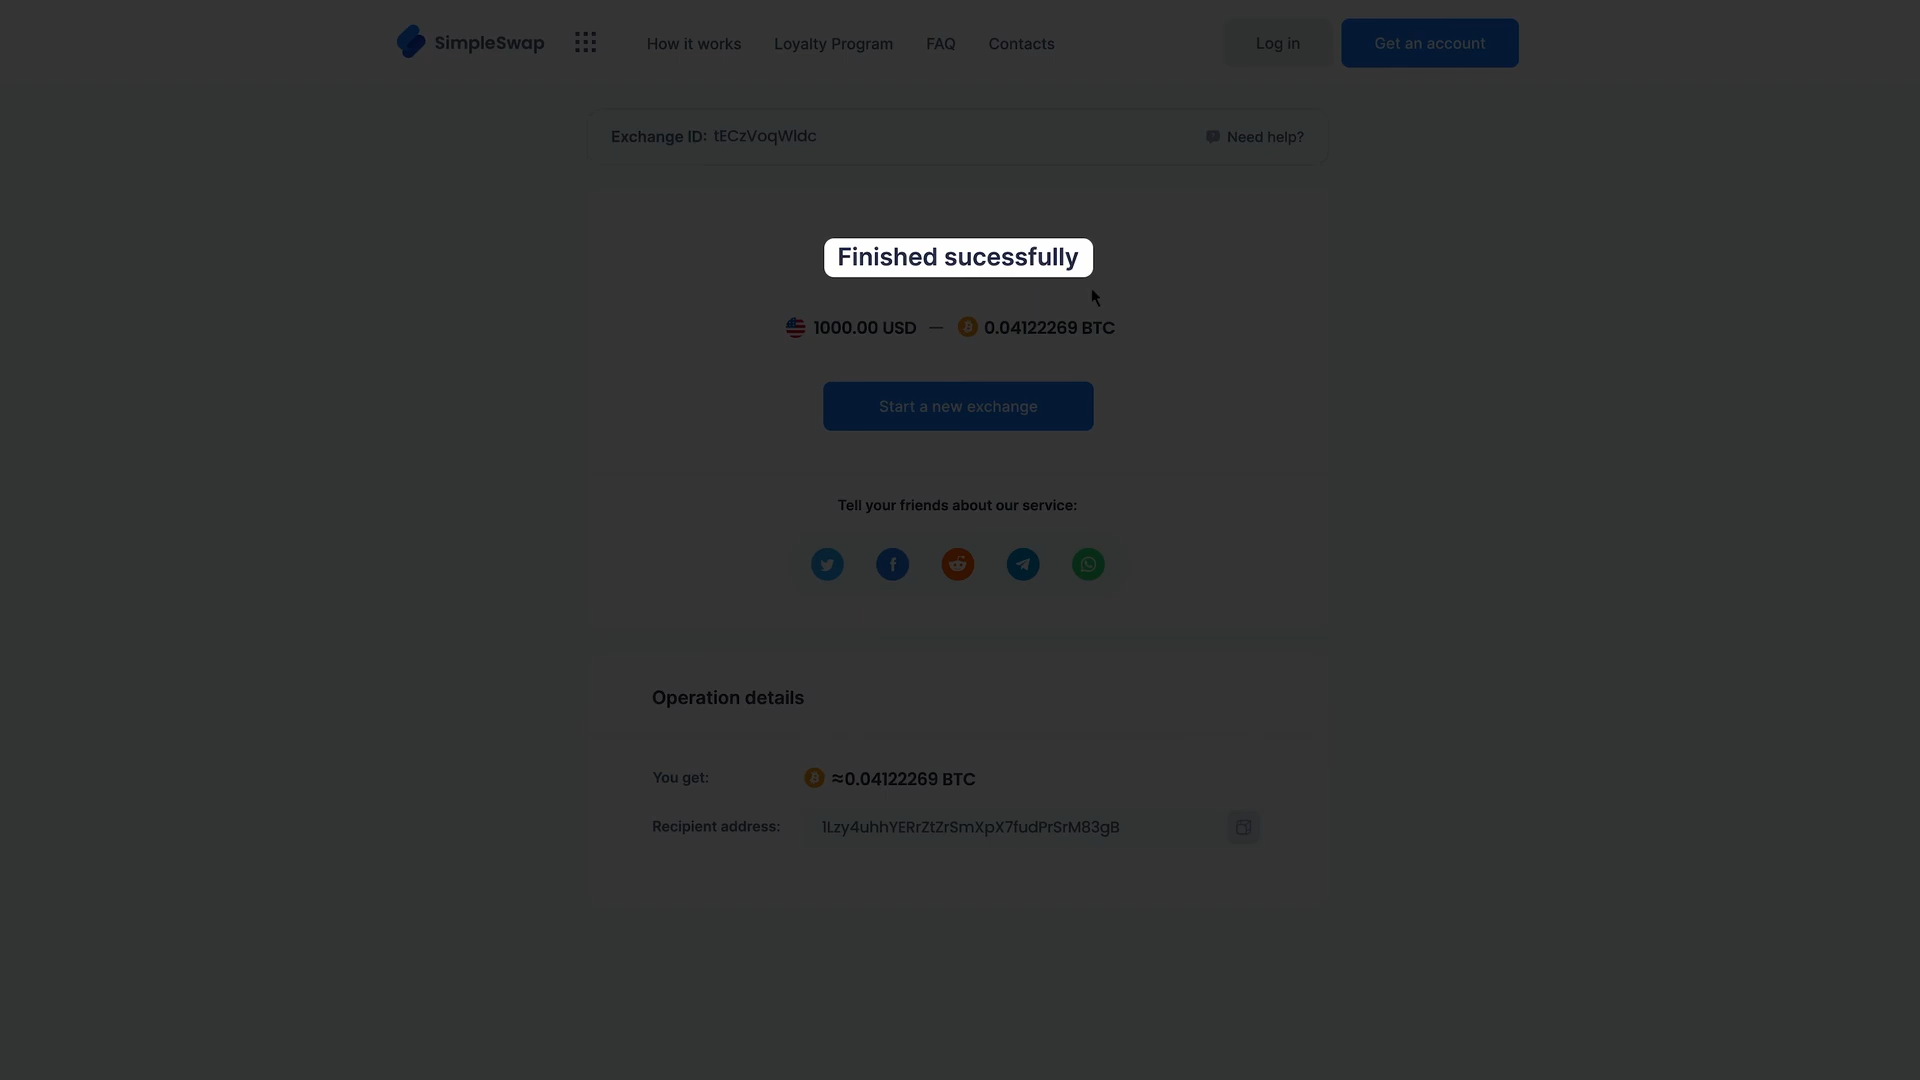 SimpleSwap How it works Loyalty Program FAQ Contacts Log in Get an account
Exchange ID: tECzVoqWldc Need help?
Finished sucessfully
1000.00 USD — 0.04122269 BTC
Start a new exchange
Tell your friends about our service:
Operation details
You get: ≈0.04122269 BTC
Recipient address: 1Lzy4uhhYERrZtZrSmXpX7fudPrSrM83gB